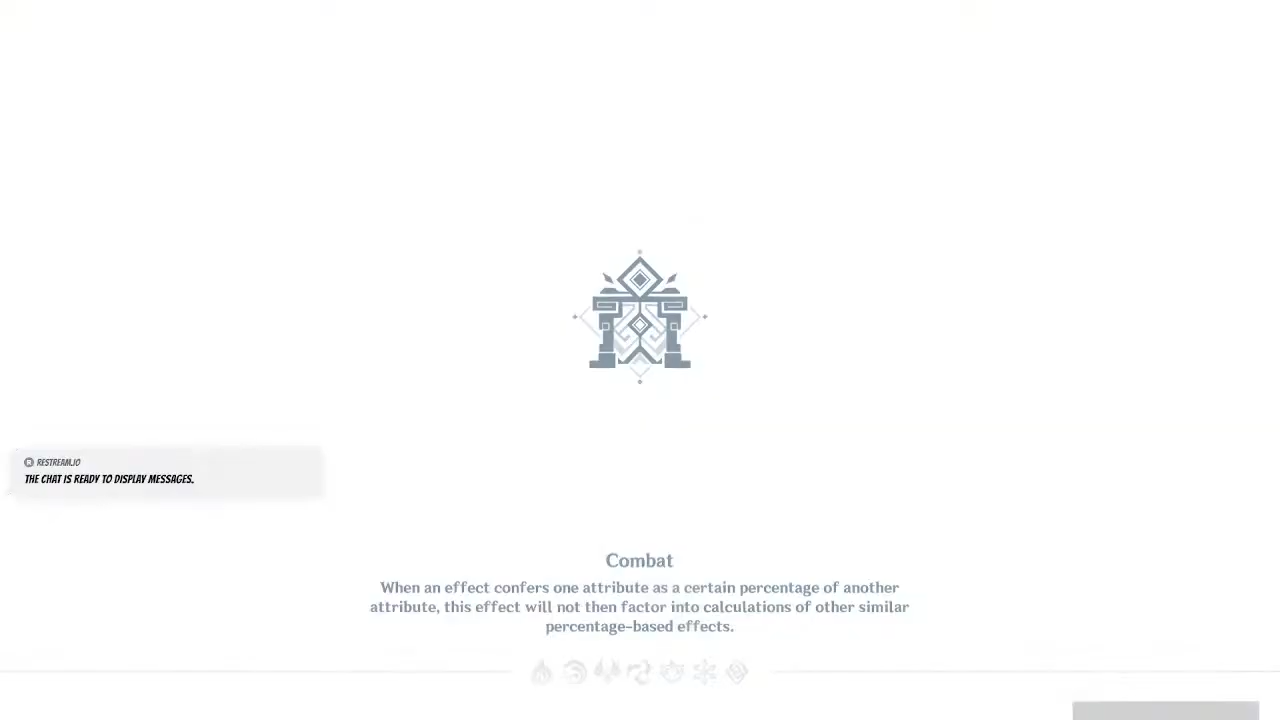 RESTREAM.IO
THE CHAT IS READY TO DISPLAY MESSAGES.
Combat
When an effect confers one attribute as a certain percentage of another
attribute, this effect will not then factor into calculations of other similar
percentage-based effects.